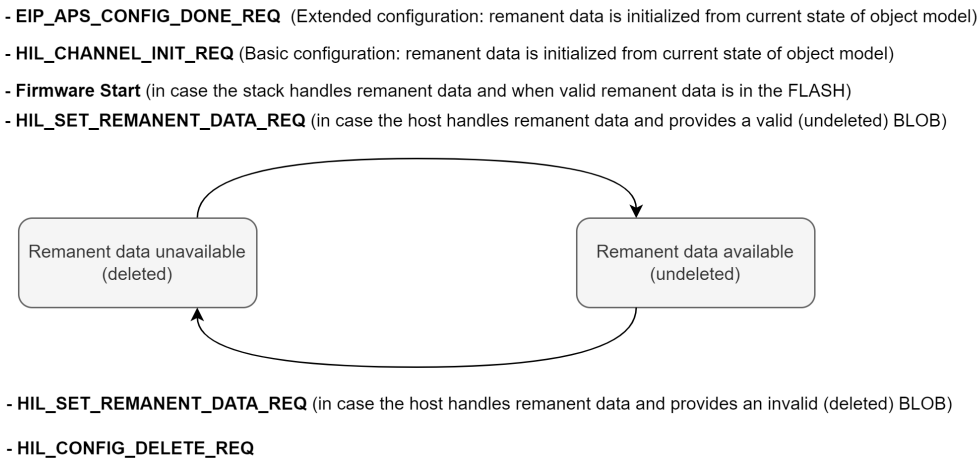 - EIP_APS_CONFIG_DONE_REQ (Extended configuration: remanent data is initialized from current state of object model)
- HIL_CHANNEL_INIT_REQ (Basic configuration: remanent data is initialized from current state of object model)
- Firmware Start (in case the stack handles remanent data and when valid remanent data is in the FLASH)
- HIL_SET_REMANENT_DATA_REQ (in case the host handles remanent data and provides a valid (undeleted) BLOB)
Remanent data unavailable
(deleted)
Remanent data available
(undeleted)
- HIL_SET_REMANENT_DATA_REQ (in case the host handles remanent data and provides an invalid (deleted) BLOB)
- HIL_CONFIG_DELETE_REQ